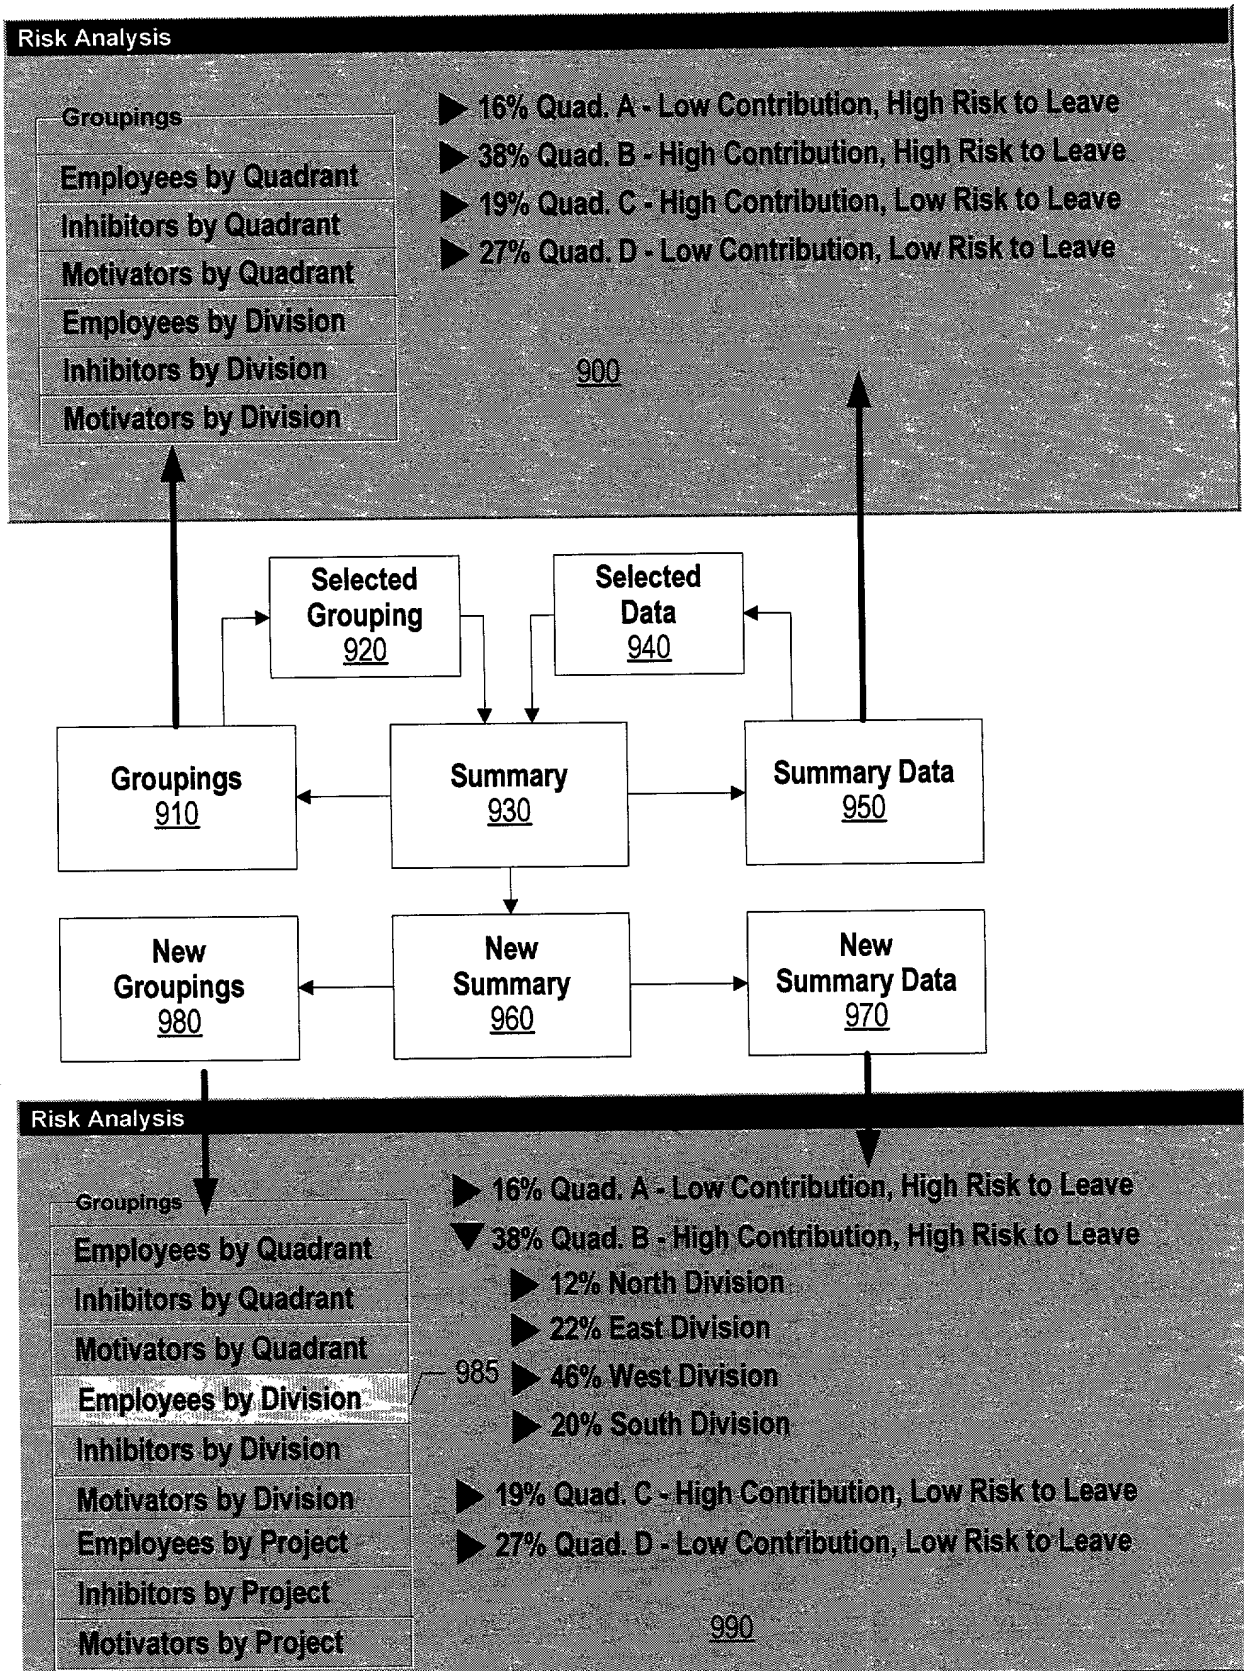 Risk Analysis
Groupings
Employees by Quadrant
Inhibitors by Quadrant
Motivators by Quadrant
Employees by Division
Inhibitors by Division
Motivators by Division
16% Quad. A - Low Contribution, High Risk to Leave
38% Quad. B - High Contribution, High Risk to Leave
19% Quad. C - High Contribution, Low Risk to Leave
27% Quad. D - Low Contribution, Low Risk to Leave
900
Selected
Grouping
920
Selected
Data
940
Groupings
910
Summary
930
Summary Data
950
New
Groupings
980
New
Summary
960
New
Summary Data
970
Risk Analysis
Groupings
Employees by Quadrant
Inhibitors by Quadrant
Motivators by Quadrant
Employees by Division
Inhibitors by Division
Motivators by Division
Employees by Project
Inhibitors by Project
Motivators by Project
985
16% Quad. A - Low Contribution, High Risk to Leave
38% Quad. B - High Contribution, High Risk to Leave
12% North Division
22% East Division
46% West Division
20% South Division
19% Quad. C - High Contribution, Low Risk to Leave
27% Quad. D - Low Contribution, Low Risk to Leave
990